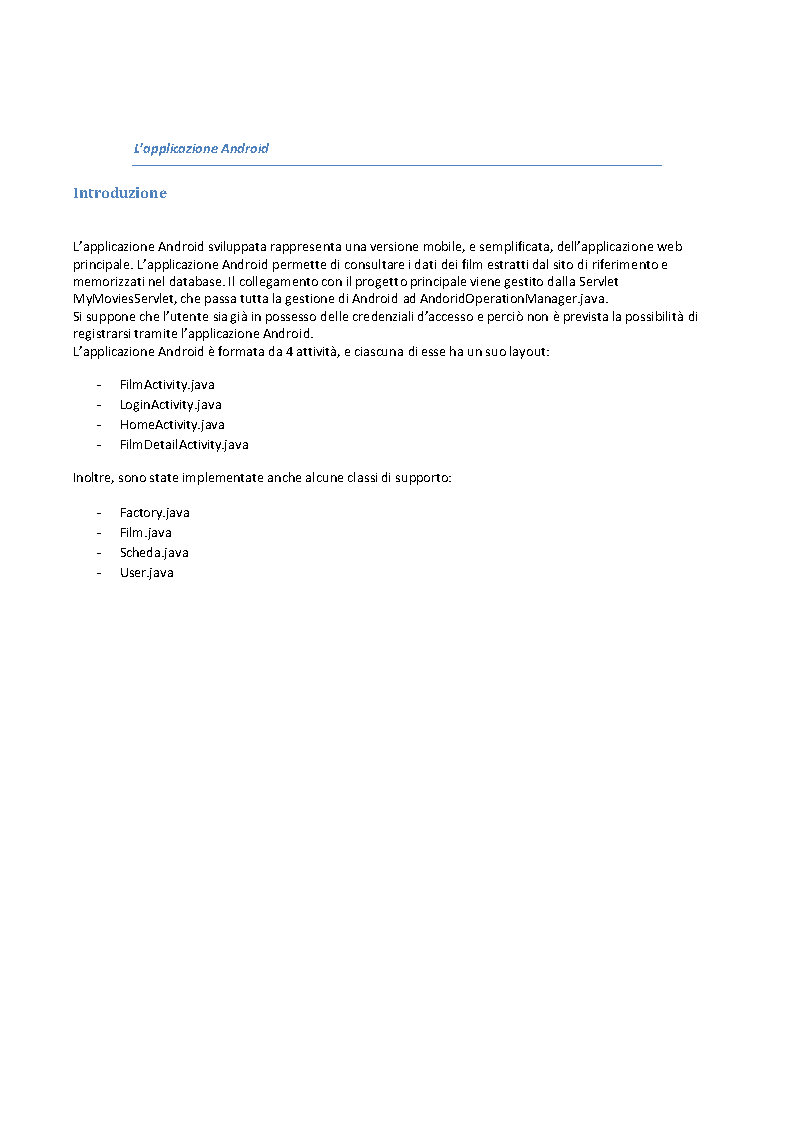 L’applicazione Android
Introduzione
L’applicazione Android sviluppata rappresenta una versione mobile, e semplificata, dell’applicazione web
principale. L’applicazione Android permette di consultare i dati dei film estratti dal sito di riferimento e
memorizzati nel database. Il collegamento con il progetto principale viene gestito dalla Servlet
MyMoviesServlet, che passa tutta la gestione di Android ad AndoridOperationManager.java.
Si suppone che l’utente sia già in possesso delle credenziali d’accesso e perciò non è prevista la possibilità di
registrarsi tramite l’applicazione Android.
L’applicazione Android è formata da 4 attività, e ciascuna di esse ha un suo layout:
- FilmActivity.java
- LoginActivity.java
- HomeActivity.java
- FilmDetailActivity.java
Inoltre, sono state implementate anche alcune classi di supporto:
- Factory.java
- Film.java
- Scheda.java
- User.java